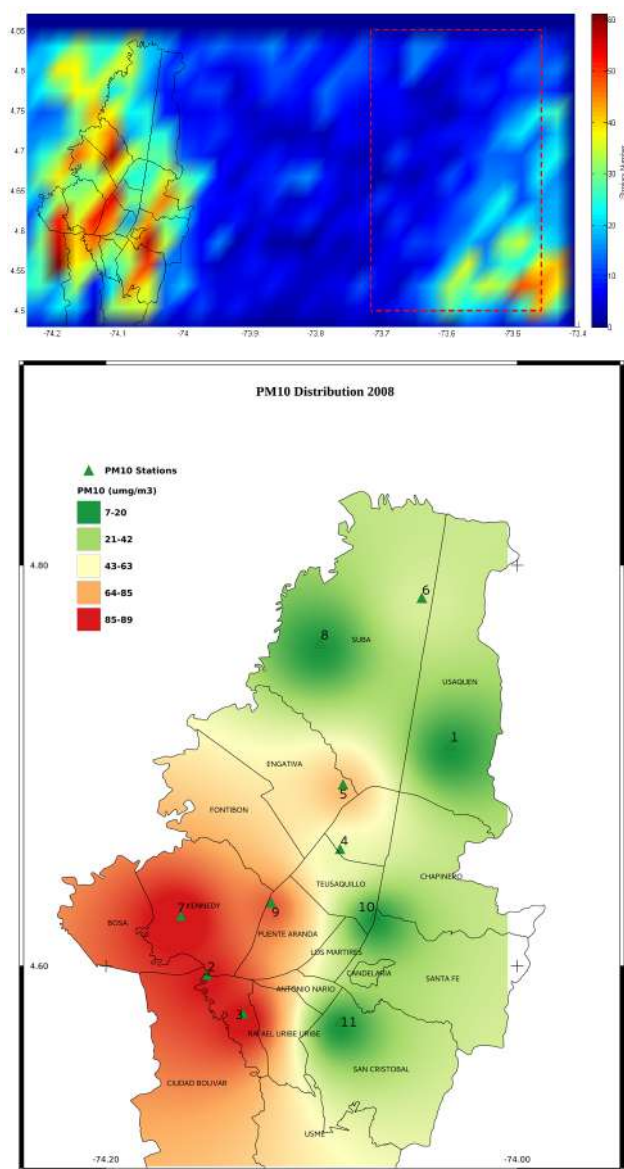 4.85
4.8
4.75
4.7
4.65
4.6
4.55
4.5
-74.2
-74.1
-74
-73.9
-73.8
-73.7
-73.6
-73.5
-73.4
60
50
40
30
20
10
0
PM10 Distribution 2008
PM10 Stations
PM10 (umg/m3)
7-20
21-42
43-63
64-85
85-89
4.80
6
8
SUBA
USAQUEN
1
ENGATIVA
5
FONTIBON
4
CHAPINERO
TEUSAQUILLO
7
KENNEDY
9
10
BOSA
PUENTE ARANDA
LOS MARTIRES
4.60
2
CANDELARIA
SANTA FE
ANTONIO NARIO
3
11
RAFAEL URIBE URIBE
SAN CRISTOBAL
CIUDAD BOLIVAR
USME
-74.20
-74.00